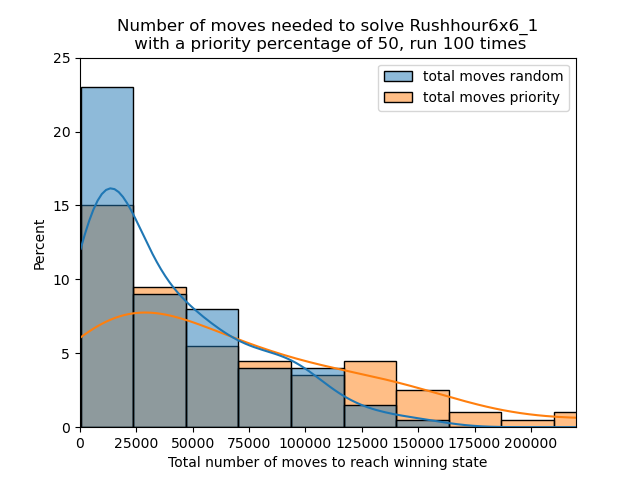 Number of moves needed to solve Rushhour6x6_1
with a priority percentage of 50, run 100 times
total moves random
total moves priority
25
20
15
10
5
0
Percent
0 25000 50000 75000 100000 125000 150000 175000 200000
Total number of moves to reach winning state